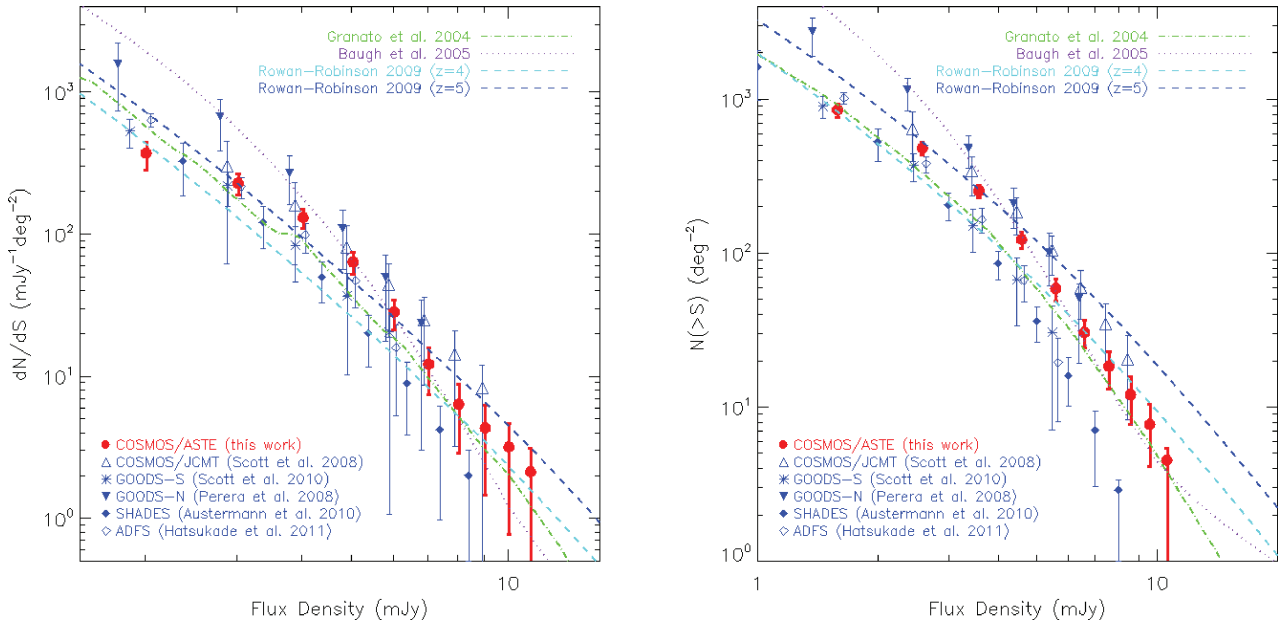 Granato et al. 2004
Baugh et al. 2005
Rowan−Robinson 2009 (z=4)
Rowan−Robinson 2009 (z=5)
10³
10²
10¹
10⁰
dN/dS (mJy⁻¹deg⁻²)
COSMOS/ASTE (this work)
COSMOS/JCMT (Scott et al. 2008)
GOODS−S (Scott et al. 2010)
GOODS−N (Perera et al. 2008)
SHADES (Austermann et al. 2010)
ADFS (Hatsukade et al. 2011)
10
Flux Density (mJy)
Granato et al. 2004
Baugh et al. 2005
Rowan−Robinson 2009 (z=4)
Rowan−Robinson 2009 (z=5)
10³
10²
10¹
10⁰
N(>S) (deg⁻²)
COSMOS/ASTE (this work)
COSMOS/JCMT (Scott et al. 2008)
GOODS−S (Scott et al. 2010)
GOODS−N (Perera et al. 2008)
SHADES (Austermann et al. 2010)
ADFS (Hatsukade et al. 2011)
1 10
Flux Density (mJy)